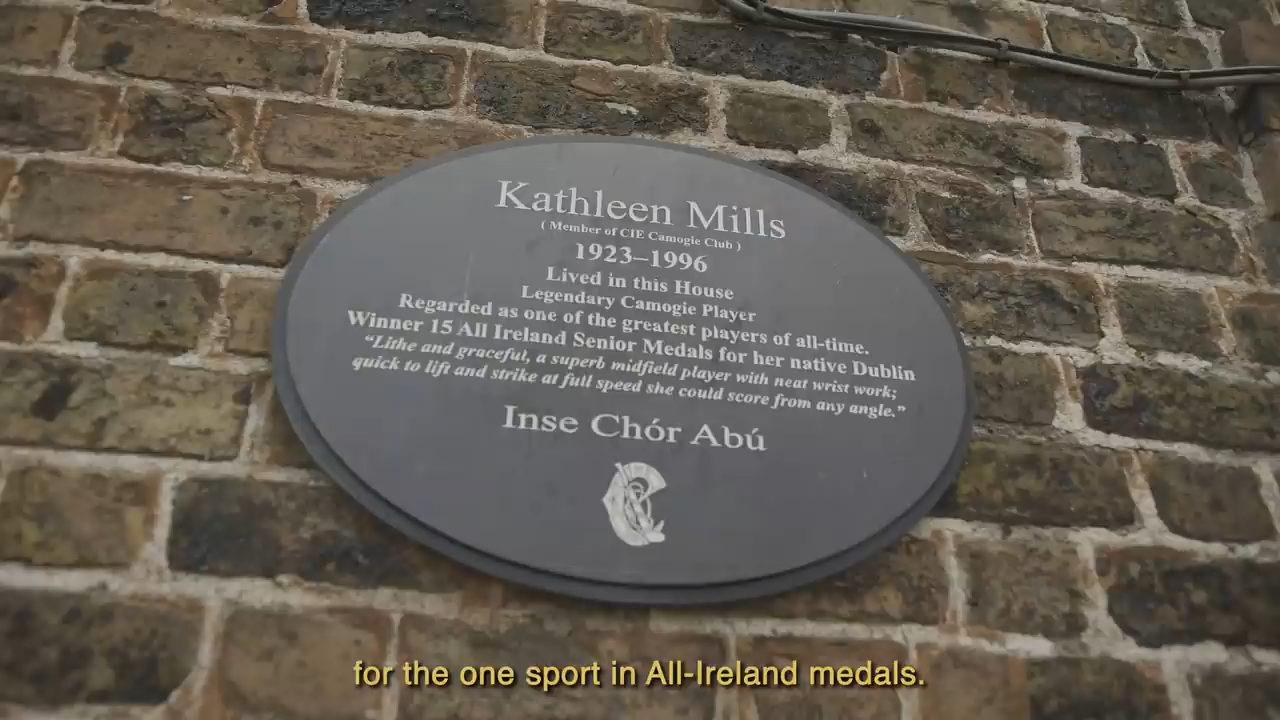 Kathleen Mills
( Member of CIE Camogie Club )
1923–1996
Lived in this House
Legendary Camogie Player
Regarded as one of the greatest players of all-time.
Winner 15 All Ireland Senior Medals for her native Dublin
“Lithe and graceful, a superb midfield player with neat wrist work;
quick to lift and strike at full speed she could score from any angle.”
Inse Chór Abú
for the one sport in All-Ireland medals.